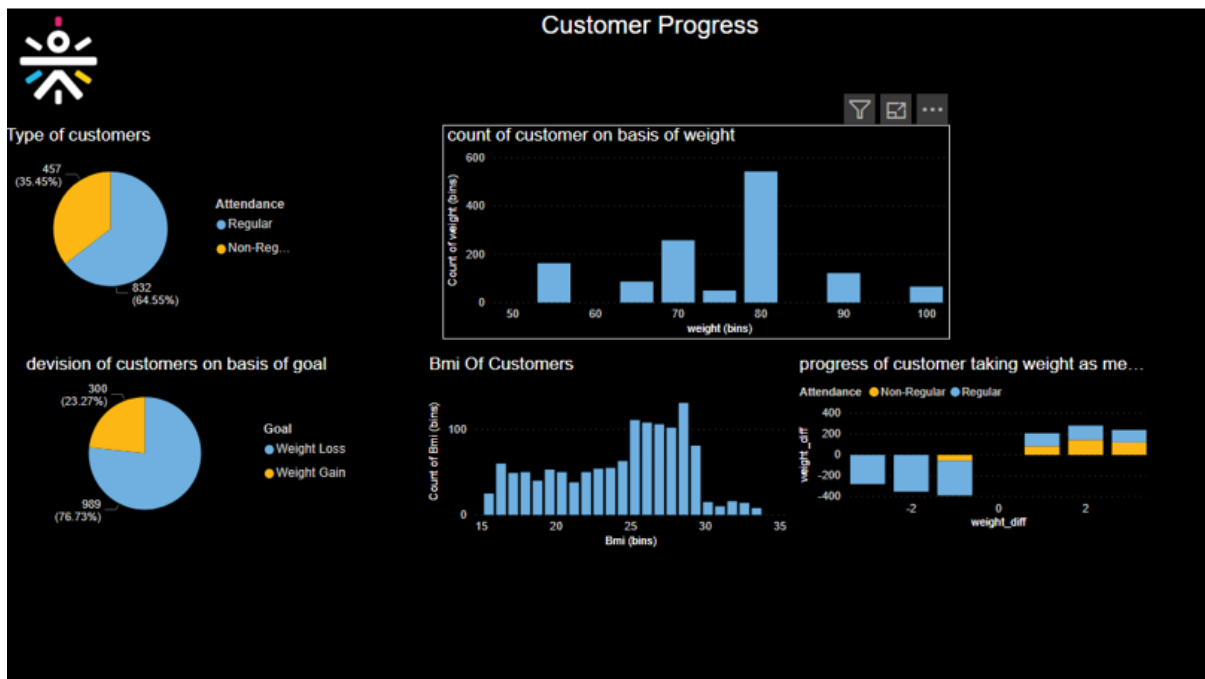 Customer Progress
Type of customers
457
(35.45%)
832
(64.55%)
Attendance
Regular
Non-Reg...
count of customer on basis of weight
Count of weight (bins)
600
400
200
0
50 60 70 80 90 100
weight (bins)
devision of customers on basis of goal
300
(23.27%)
989
(76.73%)
Goal
Weight Loss
Weight Gain
Bmi Of Customers
Count of Bmi (bins)
100
0
15 20 25 30 35
Bmi (bins)
progress of customer taking weight as me...
Attendance Non-Regular Regular
weight_diff
400
200
0
-200
-400
-2 0 2
weight_diff